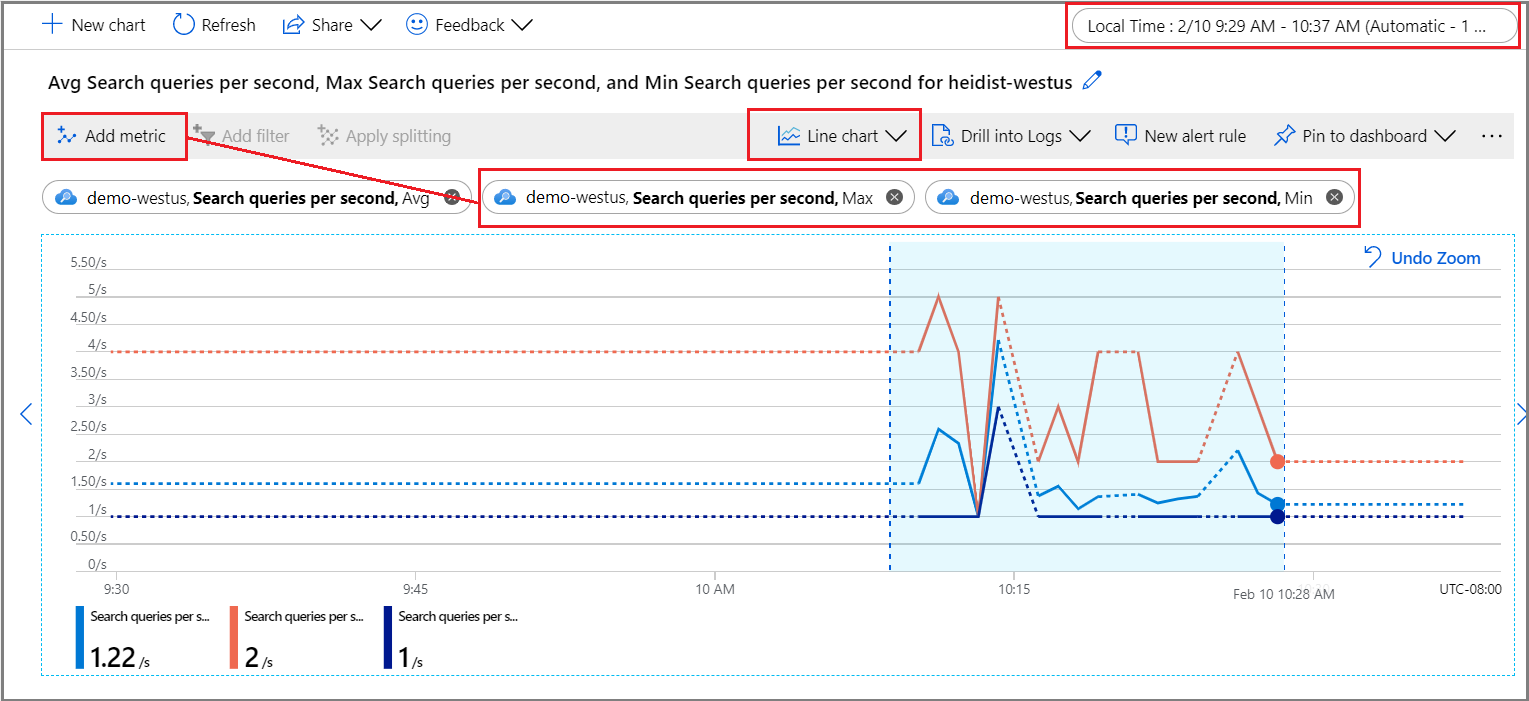 New chart Refresh Share Feedback Local Time : 2/10 9:29 AM - 10:37 AM (Automatic - 1 ...
Avg Search queries per second, Max Search queries per second, and Min Search queries per second for heidist-westus
Add metric Add filter Apply splitting Line chart Drill into Logs New alert rule Pin to dashboard ...
demo-westus, Search queries per second, Avg demo-westus, Search queries per second, Max demo-westus, Search queries per second, Min
Undo Zoom
5.50/s
5/s
4.50/s
4/s
3.50/s
3/s
2.50/s
2/s
1.50/s
1/s
0.50/s
0/s
9:30 9:45 10 AM 10:15 Feb 10 10:28 AM UTC-08:00
Search queries per s... Search queries per s... Search queries per s...
1.22 /s 2 /s 1 /s